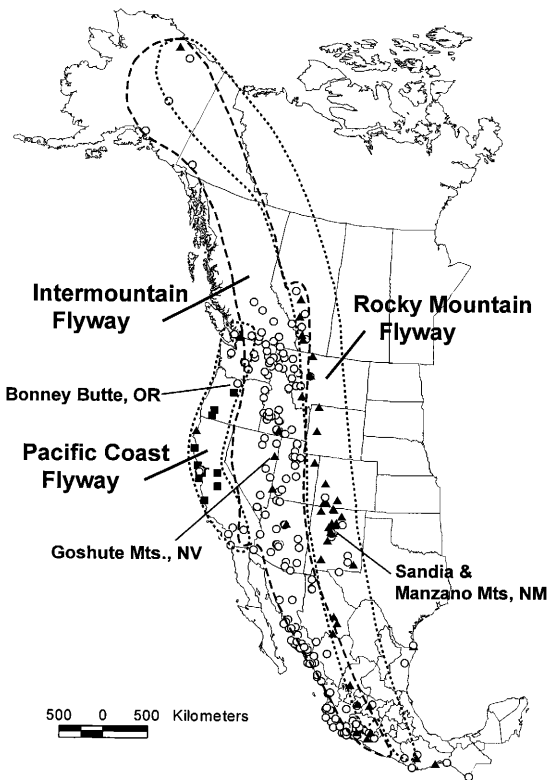 Intermountain
Flyway
Rocky Mountain
Flyway
Bonney Butte, OR
Pacific Coast
Flyway
Goshute Mts., NV
Sandia &
Manzano Mts, NM
500 0 500 Kilometers